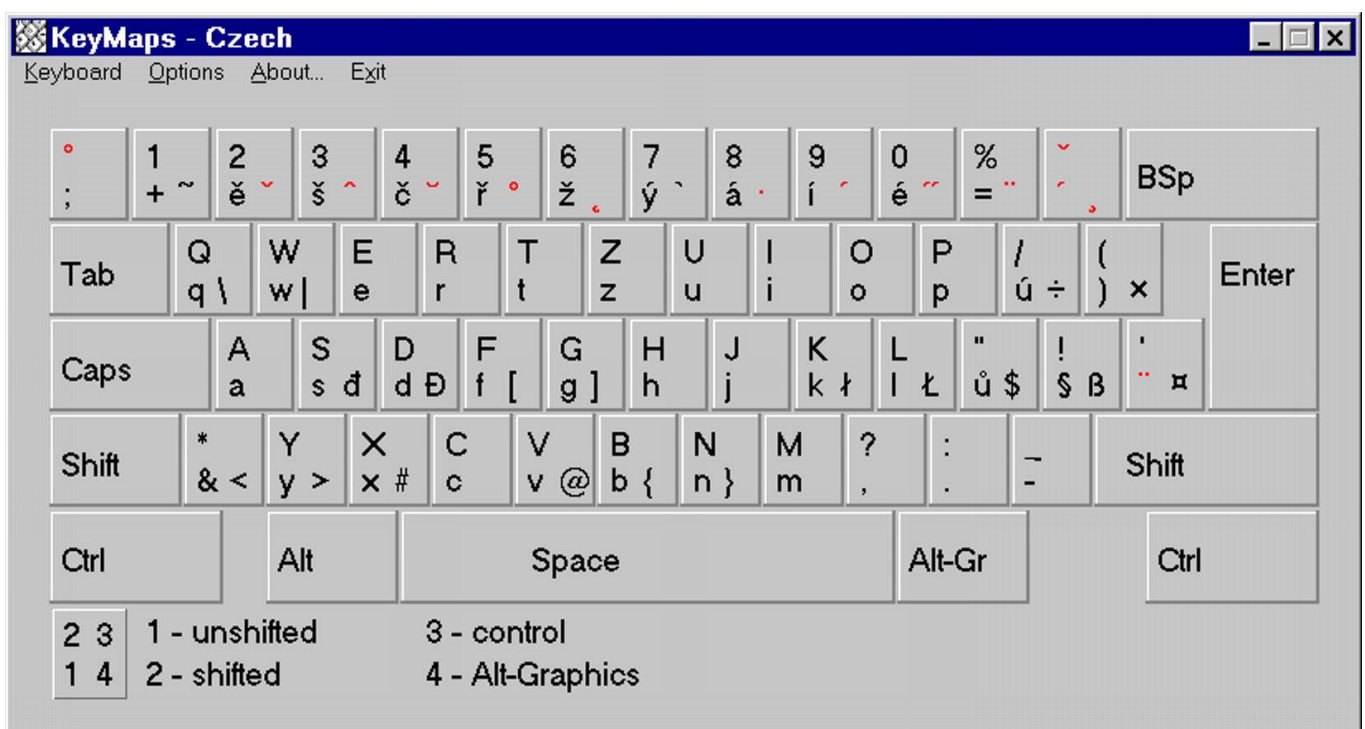 KeyMaps - Czech
Keyboard Options About... Exit
° 1 2 3 4 5 6 7 8 9 0 % ˇ BSp
; + ~ ě ˇ š ^ č ˘ ř ° ž ˛ ý ` á ˙ í ´ é ˝ = ¨ ´ ¸
Tab Q W E R T Z U I O P / ( Enter
q \ w | e r t z u i o p ú ÷ ) ×
Caps A S D F G H J K L " ! '
a s đ d Đ f [ g ] h j k ł l Ł ů $ § ß ¨ ¤
Shift * Y X C V B N M ? : _ Shift
& < y > x # c v @ b { n } m , . -
Ctrl Alt Space Alt-Gr Ctrl
2 3 1 - unshifted 3 - control
1 4 2 - shifted 4 - Alt-Graphics